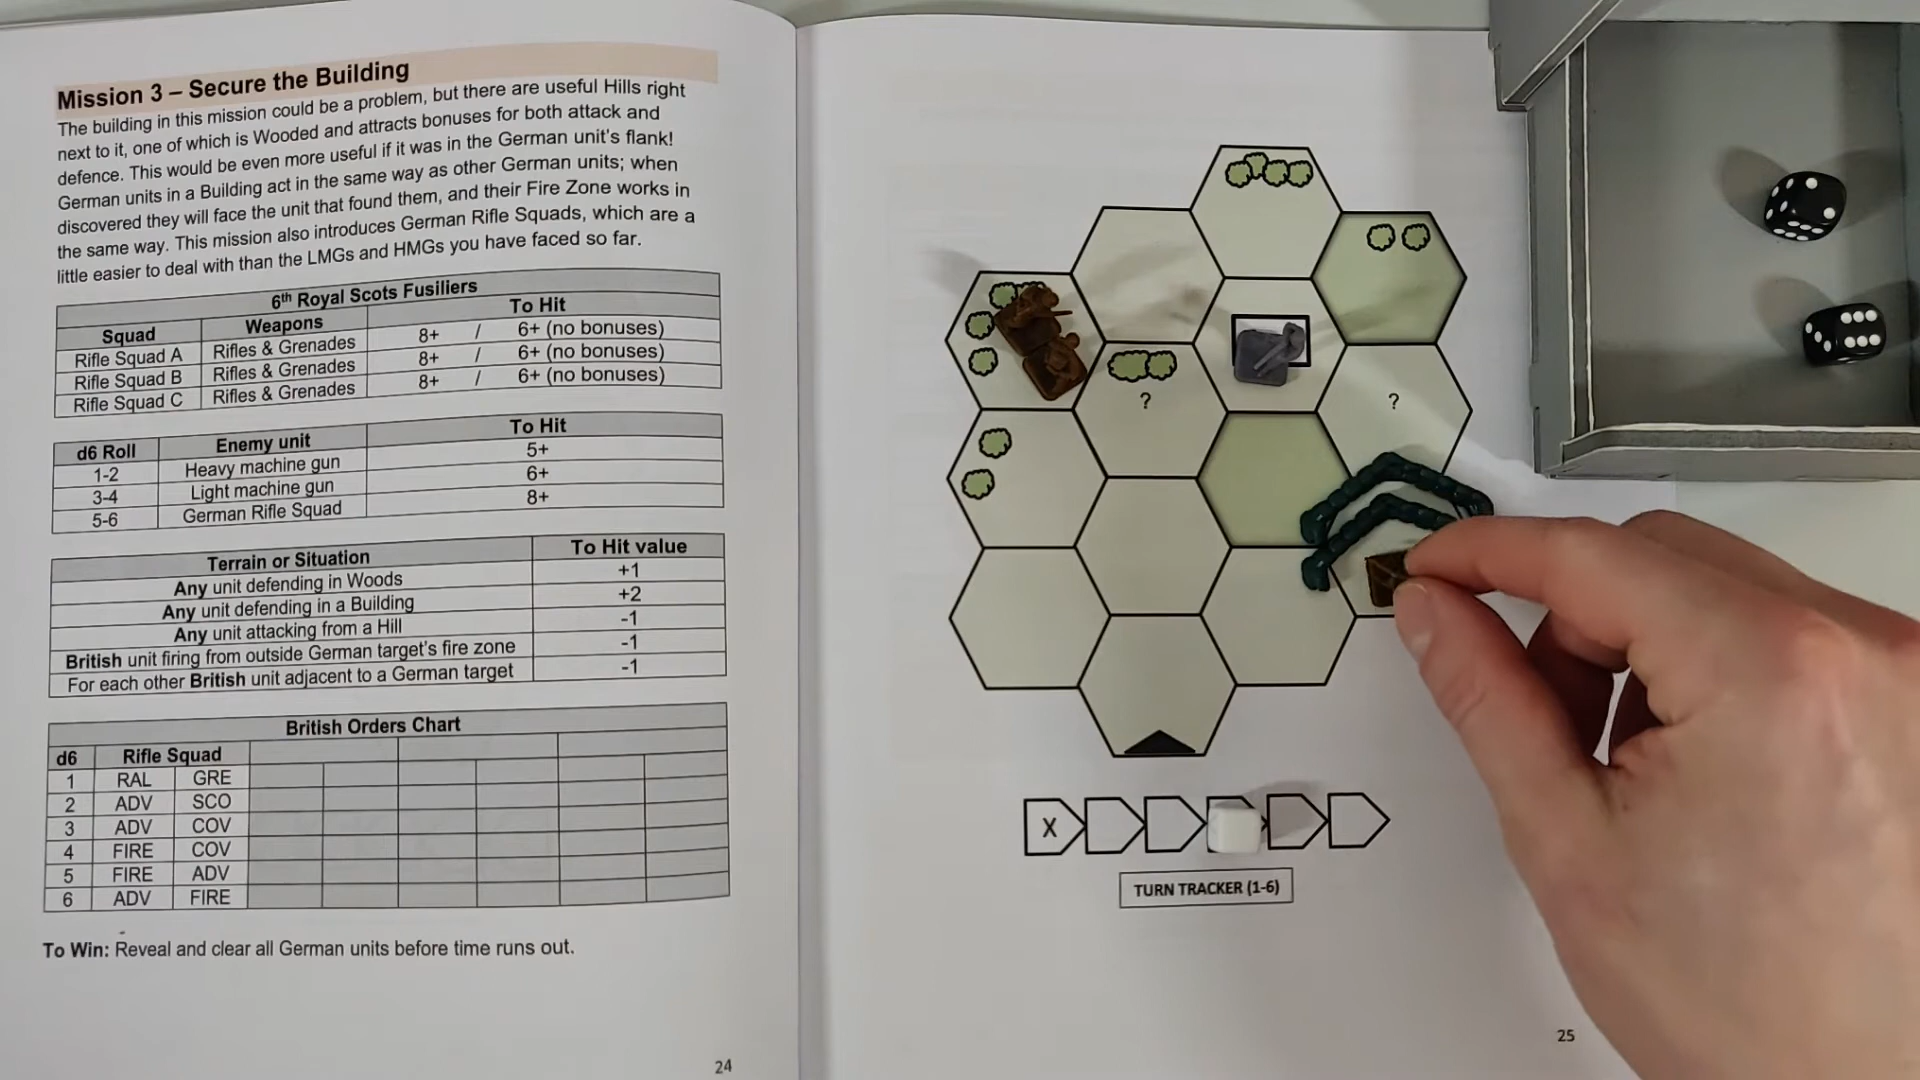 Mission 3 – Secure the Building
The building in this mission could be a problem, but there are useful Hills right
next to it, one of which is Wooded and attracts bonuses for both attack and
defence. This would be even more useful if it was in the German unit's flank!
German units in a Building act in the same way as other German units; when
discovered they will face the unit that found them, and their Fire Zone works in
the same way. This mission also introduces German Rifle Squads, which are a
little easier to deal with than the LMGs and HMGs you have faced so far.
6th Royal Scots Fusiliers
Squad Weapons To Hit
Rifle Squad A Rifles & Grenades 8+ / 6+ (no bonuses)
Rifle Squad B Rifles & Grenades 8+ / 6+ (no bonuses)
Rifle Squad C Rifles & Grenades 8+ / 6+ (no bonuses)
d6 Roll Enemy unit To Hit
1-2 Heavy machine gun 5+
3-4 Light machine gun 6+
5-6 German Rifle Squad 8+
Terrain or Situation To Hit value
Any unit defending in Woods +1
Any unit defending in a Building +2
Any unit attacking from a Hill -1
British unit firing from outside German target's fire zone -1
For each other British unit adjacent to a German target -1
British Orders Chart
d6 Rifle Squad
1 RAL GRE
2 ADV SCO
3 ADV COV
4 FIRE COV
5 FIRE ADV
6 ADV FIRE
To Win: Reveal and clear all German units before time runs out.
24
? ?
X
TURN TRACKER (1-6)
25